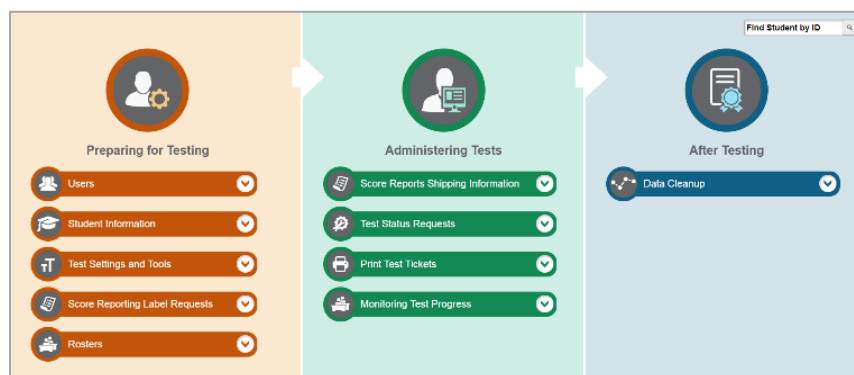 Find Student by ID
Preparing for Testing
Users
Student Information
Test Settings and Tools
Score Reporting Label Requests
Rosters
Administering Tests
Score Reports Shipping Information
Test Status Requests
Print Test Tickets
Monitoring Test Progress
After Testing
Data Cleanup